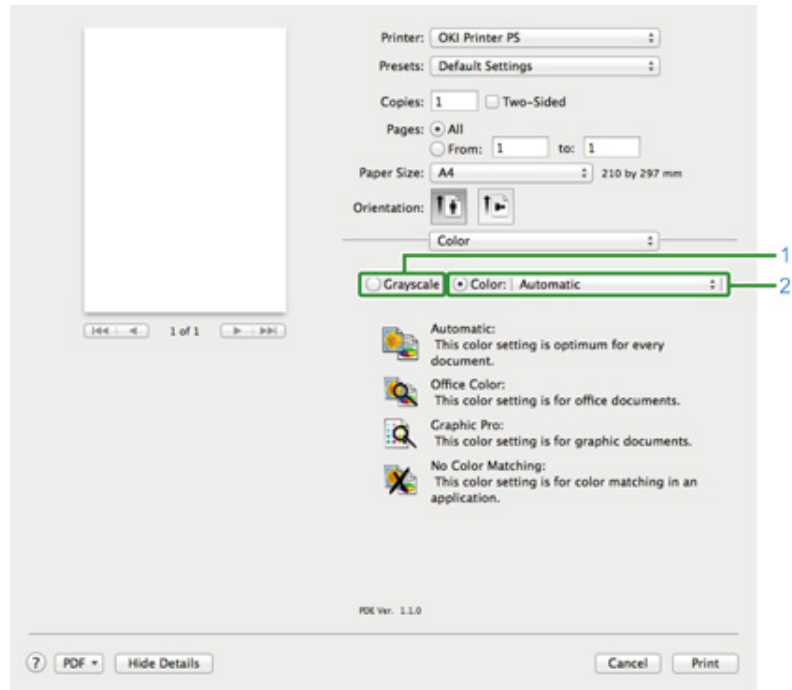 Printer: OKI Printer PS
Presets: Default Settings
Copies: 1 Two-Sided
Pages: All
From: 1 to: 1
Paper Size: A4 210 by 297 mm
Orientation:
Color
1
Grayscale Color: Automatic 2
1 of 1
Automatic:
This color setting is optimum for every
document.
Office Color:
This color setting is for office documents.
Graphic Pro:
This color setting is for graphic documents.
No Color Matching:
This color setting is for color matching in an
application.
PDE Ver. 1.1.0
? PDF Hide Details Cancel Print